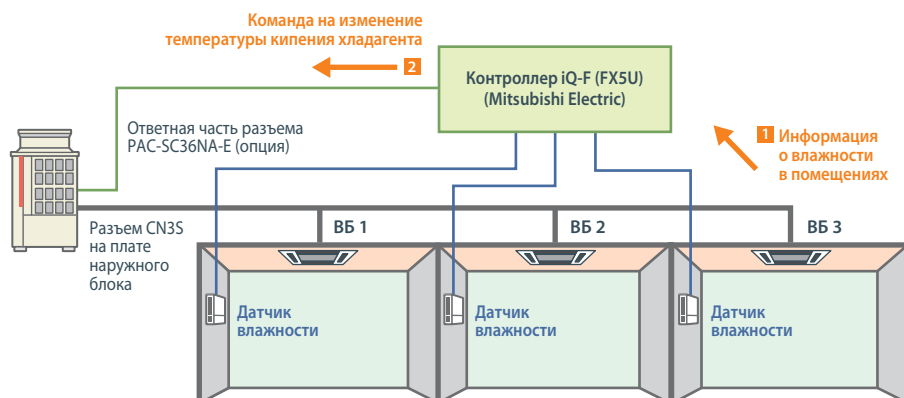 Команда на изменение
температуры кипения хладагента
2
Контроллер iQ-F (FX5U)
(Mitsubishi Electric)
Ответная часть разъема
PAC-SC36NA-E (опция)
1 Информация
о влажности
в помещениях
Разъем CN3S
на плате
наружного
блока
ВБ 1
ВБ 2
ВБ 3
Датчик
влажности
Датчик
влажности
Датчик
влажности